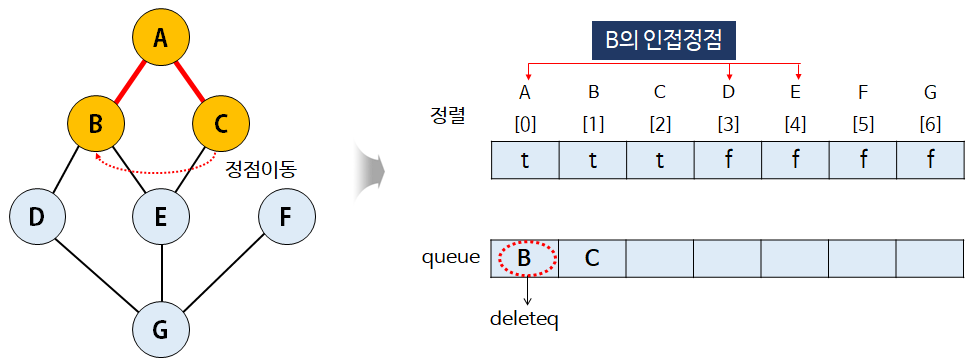 A
B
C
정점이동
D
E
F
G
B의 인접정점
A B C D E F G
정렬 [0] [1] [2] [3] [4] [5] [6]
t t t f f f f
queue B C
deleteq